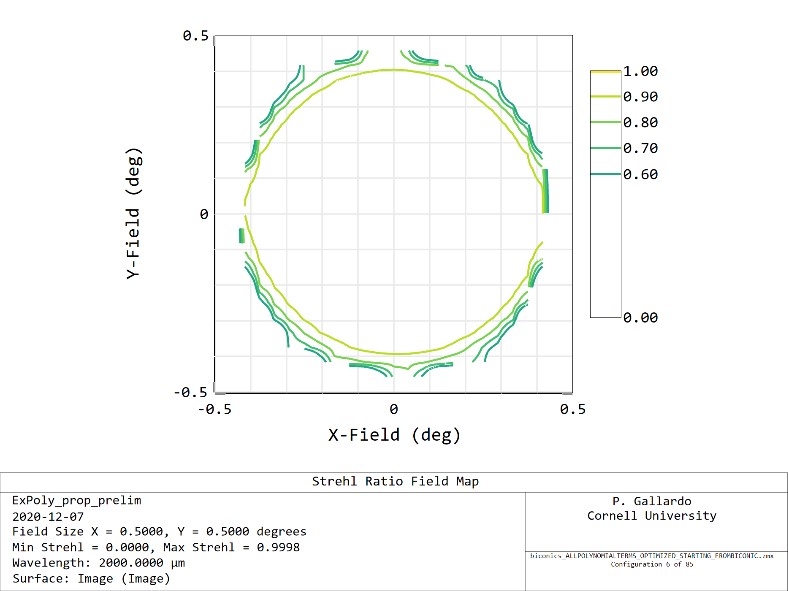 0.5
0
-0.5
Y-Field (deg)
-0.5
0
0.5
X-Field (deg)
1.00
0.90
0.80
0.70
0.60
0.00
Strehl Ratio Field Map
ExPoly_prop_prelim
2020-12-07
Field Size X = 0.5000, Y = 0.5000 degrees
Min Strehl = 0.0000, Max Strehl = 0.9998
Wavelength: 2000.0000 µm
Surface: Image (Image)
P. Gallardo
Cornell University
biconics_ALLPOLYNOMIALTERMS_OPTIMIZED_STARTING_FROMBICONIC.zmx
Configuration 6 of 85